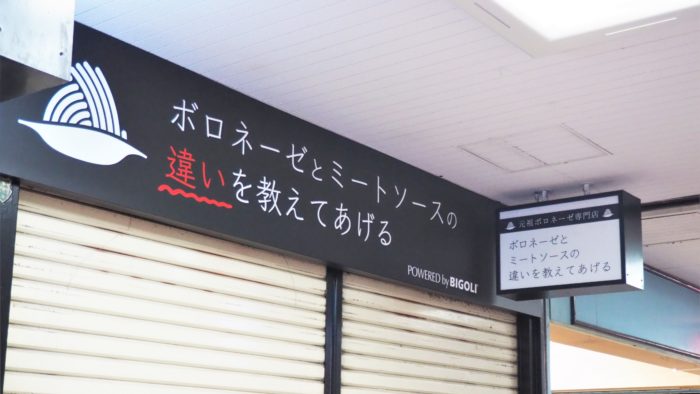 ボロネーゼとミートソースの
違いを教えてあげる
POWERED by BIGOLI
元祖ボロネーゼ専門店
ボロネーゼと
ミートソースの
違いを教えてあげる